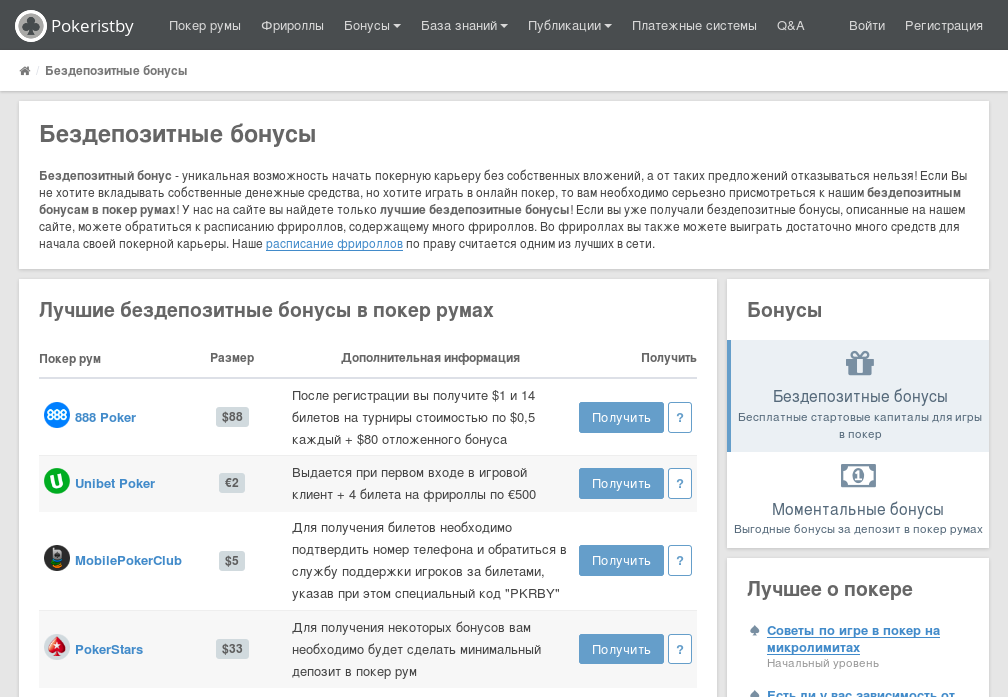 Pokeristby
Покер румы Фрироллы Бонусы База знаний Публикации Платежные системы Q&A Войти Регистрация
/ Бездепозитные бонусы
Бездепозитные бонусы
Бездепозитный бонус - уникальная возможность начать покерную карьеру без собственных вложений, а от таких предложений отказываться нельзя! Если Вы
не хотите вкладывать собственные денежные средства, но хотите играть в онлайн покер, то вам необходимо серьезно присмотреться к нашим бездепозитным
бонусам в покер румах! У нас на сайте вы найдете только лучшие бездепозитные бонусы! Если вы уже получали бездепозитные бонусы, описанные на нашем
сайте, можете обратиться к расписанию фрироллов, содержащему много фрироллов. Во фрироллах вы также можете выиграть достаточно много средств для
начала своей покерной карьеры. Наше расписание фрироллов по праву считается одним из лучших в сети.
Лучшие бездепозитные бонусы в покер румах
Покер рум Размер Дополнительная информация Получить
888 888 Poker $88
После регистрации вы получите $1 и 14
билетов на турниры стоимостью по $0,5
каждый + $80 отложенного бонуса
Получить ?
Unibet Poker €2
Выдается при первом входе в игровой
клиент + 4 билета на фрироллы по €500
Получить ?
MobilePokerClub $5
Для получения билетов необходимо
подтвердить номер телефона и обратиться в
службу поддержки игроков за билетами,
указав при этом специальный код "PKRBY"
Получить ?
PokerStars $33
Для получения некоторых бонусов вам
необходимо будет сделать минимальный
депозит в покер рум
Получить ?
Бонусы
Бездепозитные бонусы
Бесплатные стартовые капиталы для игры
в покер
1
Моментальные бонусы
Выгодные бонусы за депозит в покер румах
Лучшее о покере
Советы по игре в покер на
микролимитах
Начальный уровень
Есть ли у вас зависимость от